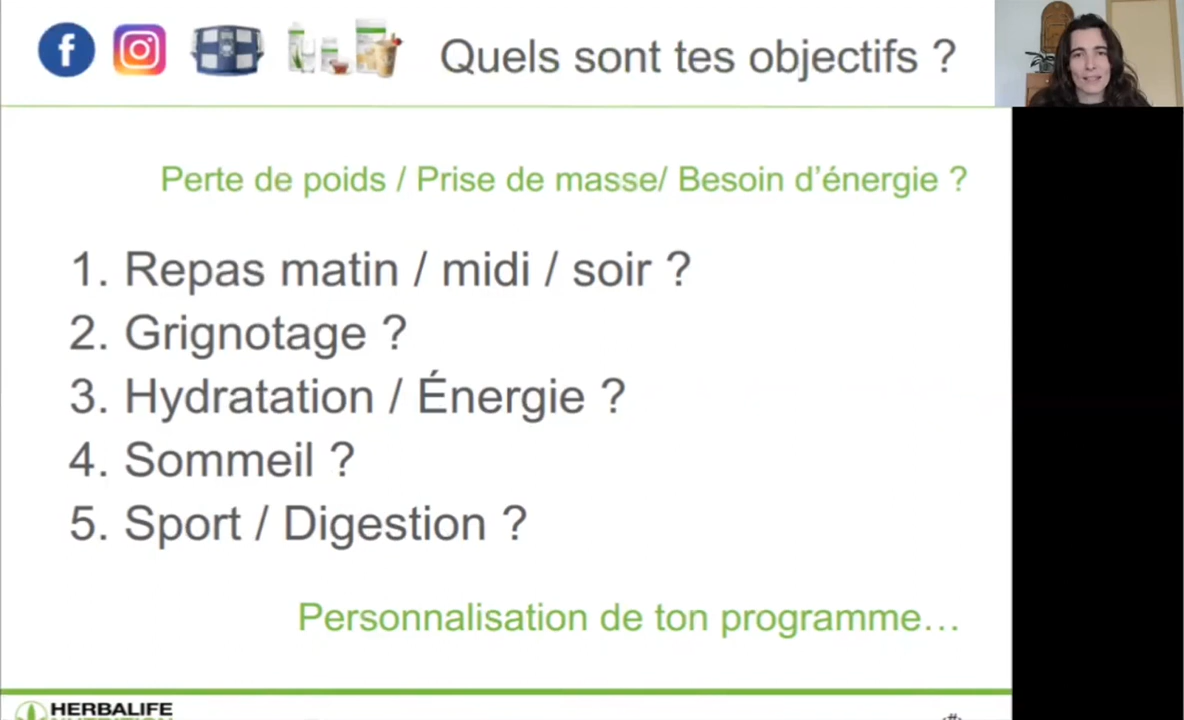 Quels sont tes objectifs ?
Perte de poids / Prise de masse/ Besoin d’énergie ?
1. Repas matin / midi / soir ?
2. Grignotage ?
3. Hydratation / Énergie ?
4. Sommeil ?
5. Sport / Digestion ?
Personnalisation de ton programme…
HERBALIFE
NUTRITION